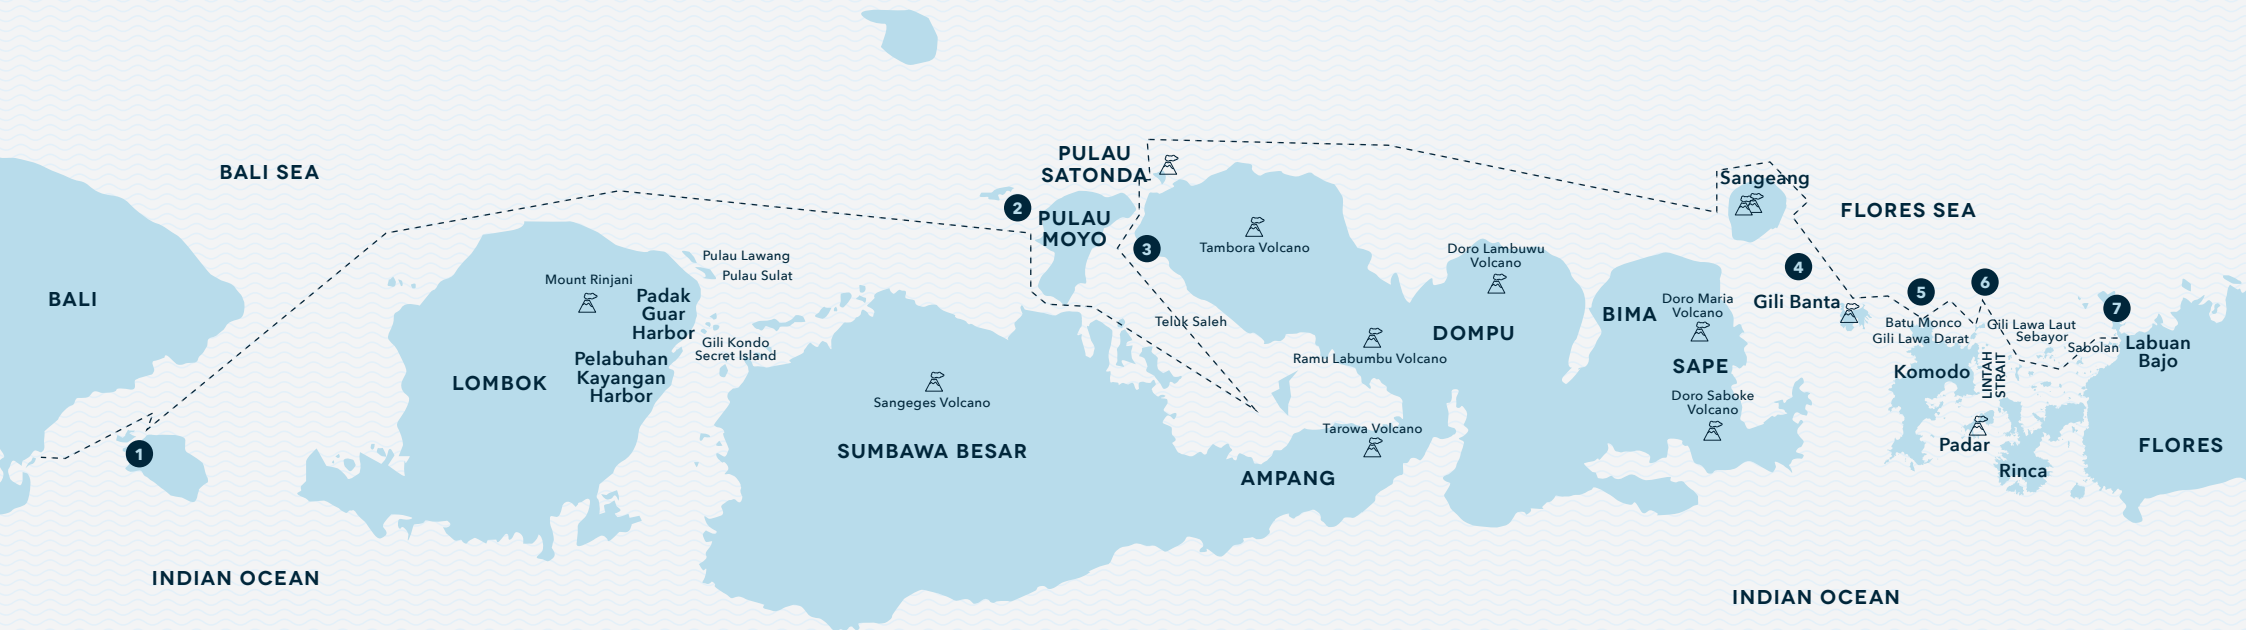 BALI SEA
BALI
1
INDIAN OCEAN
Mount Rinjani
Padak
Guar
Harbor
Pelabuhan
Kayangan
Harbor
LOMBOK
Pulau Lawang
Pulau Sulat
Gili Kondo
Secret Island
Sangeges Volcano
SUMBAWA BESAR
2
PULAU
SATONDA
PULAU
MOYO
3
Teluk Saleh
Tambora Volcano
Ramu Labumbu Volcano
Tarowa Volcano
AMPANG
Doro Lambuwu
Volcano
DOMPU
BIMA
Doro Maria
Volcano
SAPE
Doro Saboke
Volcano
Sangeang
FLORES SEA
4
Gili Banta
5
Batu Monco
Gili Lawa Darat
Komodo
6
Gili Lawa Laut
Sebayor
Sabolan
LINTAH
STRAIT
Padar
Rinca
7
Labuan
Bajo
FLORES
INDIAN OCEAN